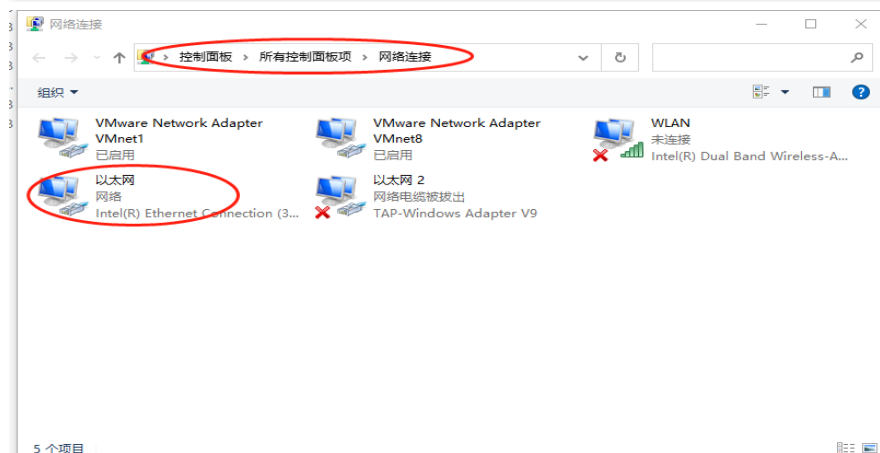 网络连接
控制面板 › 所有控制面板项 › 网络连接
组织
VMware Network Adapter
VMnet1
已启用
VMware Network Adapter
VMnet8
已启用
WLAN
未连接
Intel(R) Dual Band Wireless-A...
以太网
网络
Intel(R) Ethernet Connection (3...
以太网 2
网络电缆被拔出
TAP-Windows Adapter V9
5 个项目